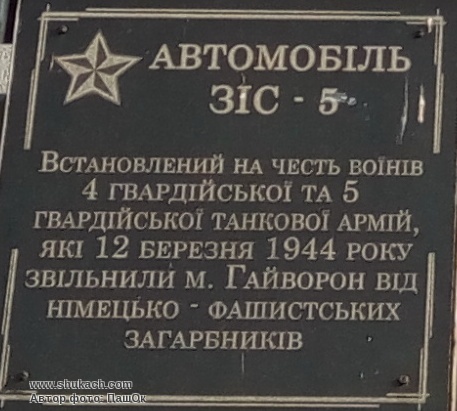 АВТОМОБІЛЬ
ЗІС - 5
ВСТАНОВЛЕНИЙ НА ЧЕСТЬ ВОЇНІВ
4 ГВАРДІЙСЬКОЇ ТА 5
ГВАРДІЙСЬКОЇ ТАНКОВОЇ АРМІЙ,
ЯКІ 12 БЕРЕЗНЯ 1944 РОКУ
ЗВІЛЬНИЛИ М. ГАЙВОРОН ВІД
НІМЕЦЬКО - ФАШИСТСЬКИХ
ЗАГАРБНИКІВ
www.shukach.com
Автор фото: ПашОк